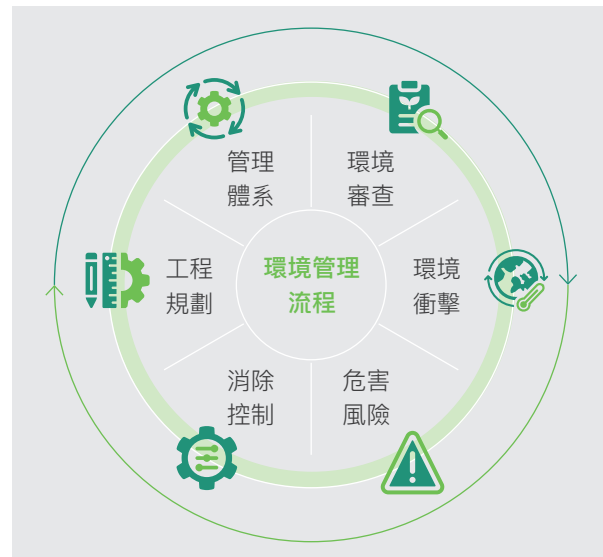 管理
體系
環境
審查
工程
規劃
環境管理
流程
環境
衝擊
消除
控制
危害
風險